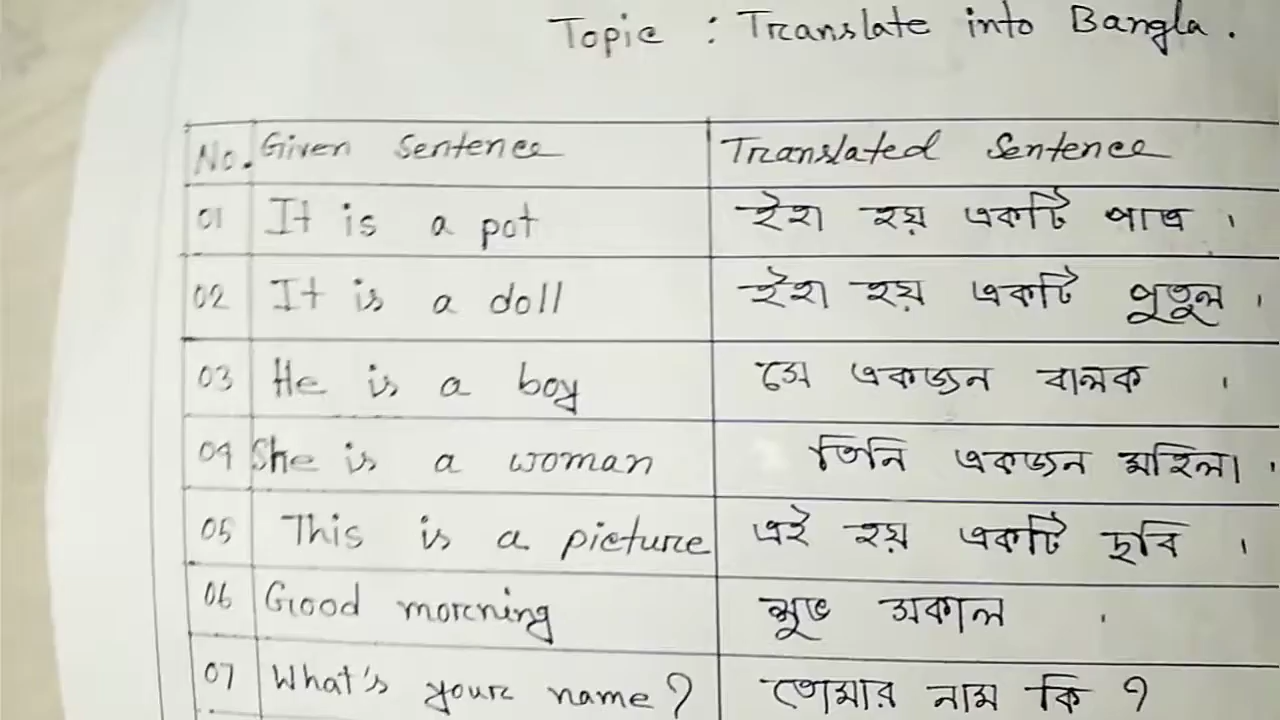 Topic : Translate into Bangla.
No. Given Sentence Translated Sentence
01 It is a pot ইহা হয় একটি পাত্র ।
02 It is a doll ইহা হয় একটি পুতুল ।
03 He is a boy সে একজন বালক ।
04 She is a woman তিনি একজন মহিলা ।
05 This is a picture এই হয় একটি ছবি ।
06 Good morning শুভ সকাল ।
07 What's your name? তোমার নাম কি ?